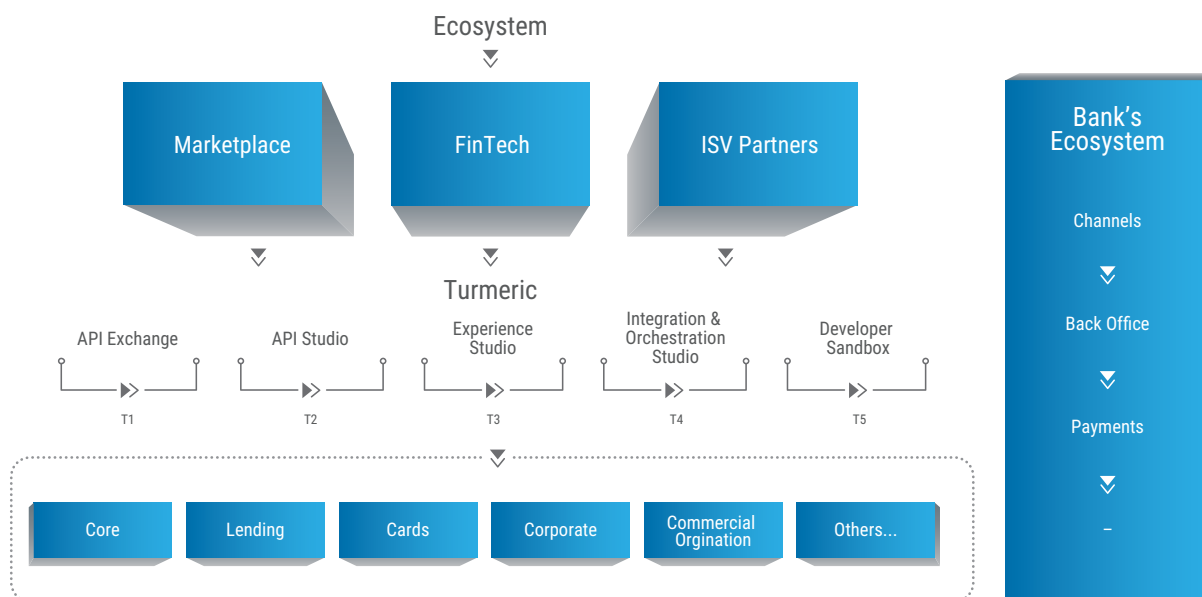 Ecosystem
Marketplace
FinTech
ISV Partners
Turmeric
API Exchange
API Studio
Experience
Studio
Integration &
Orchestration
Studio
Developer
Sandbox
T1
T2
T3
T4
T5
Core
Lending
Cards
Corporate
Commercial
Orgination
Others...
Bank's
Ecosystem
Channels
Back Office
Payments
–